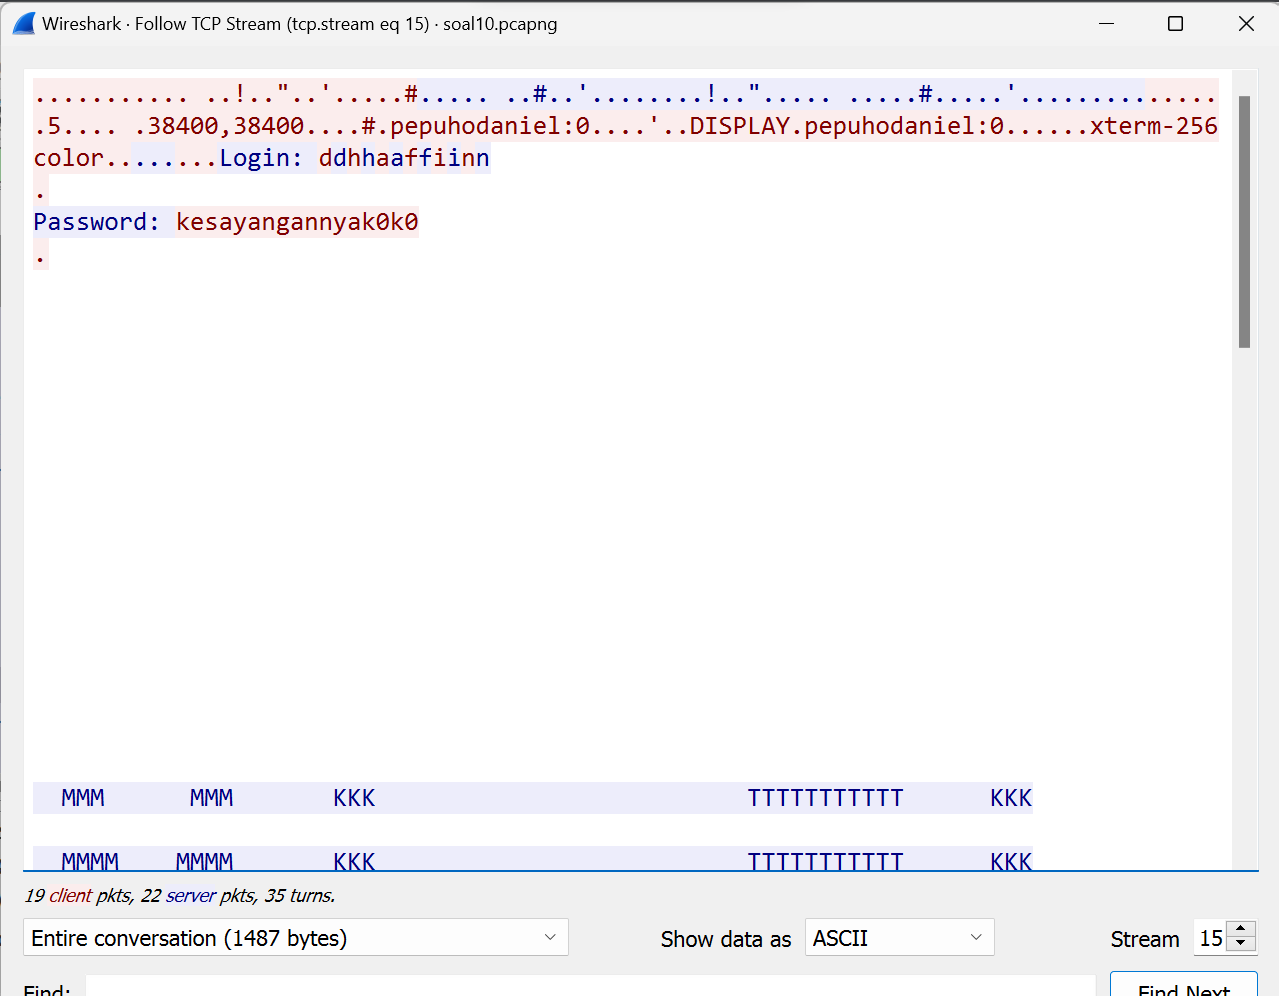 Wireshark · Follow TCP Stream (tcp.stream eq 15) · soal10.pcapng
........... ..!.."..'.....#..... ..#..'........!.."..... .....#.....'..............
.5.... .38400,38400....#.pepuhodaniel:0....'..DISPLAY.pepuhodaniel:0......xterm-256
color........Login: ddhhaaffiinn
.
Password: kesayangannyak0k0
.
MMM      MMM       KKK                          TTTTTTTTTTT      KKK
MMMM    MMMM       KKK                          TTTTTTTTTTT      KKK
19 client pkts, 22 server pkts, 35 turns.
Entire conversation (1487 bytes) Show data as ASCII Stream 15
Find: Find Next